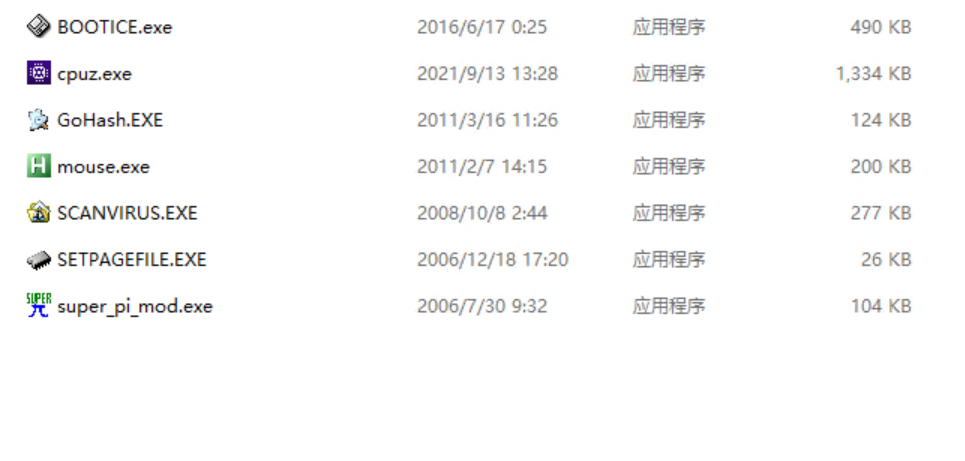 BOOTICE.exe 2016/6/17 0:25 应用程序 490 KB
cpuz.exe 2021/9/13 13:28 应用程序 1,334 KB
GoHash.EXE 2011/3/16 11:26 应用程序 124 KB
mouse.exe 2011/2/7 14:15 应用程序 200 KB
SCANVIRUS.EXE 2008/10/8 2:44 应用程序 277 KB
SETPAGEFILE.EXE 2006/12/18 17:20 应用程序 26 KB
SUPER π super_pi_mod.exe 2006/7/30 9:32 应用程序 104 KB